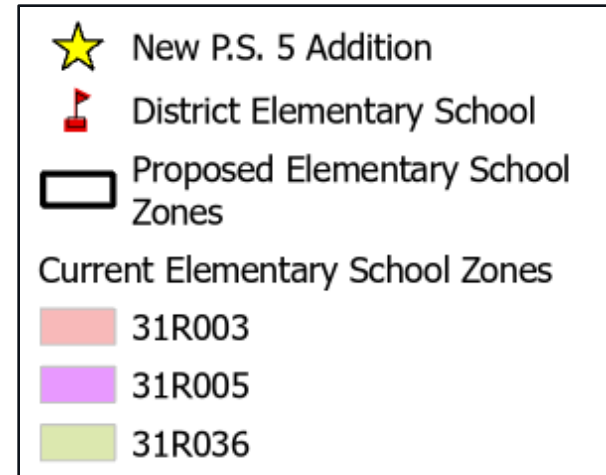 New P.S. 5 Addition
District Elementary School
Proposed Elementary School
Zones
Current Elementary School Zones
31R003
31R005
31R036